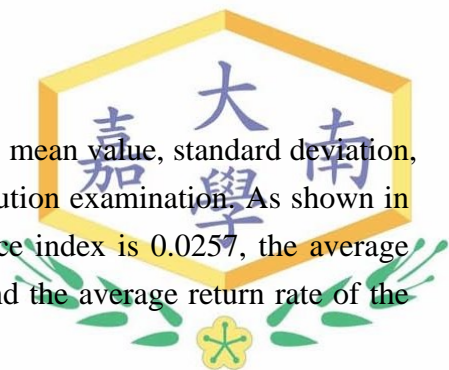 嘉 大 南
學
mean value, standard deviation,
ution examination. As shown in
ce index is 0.0257, the average
nd the average return rate of the